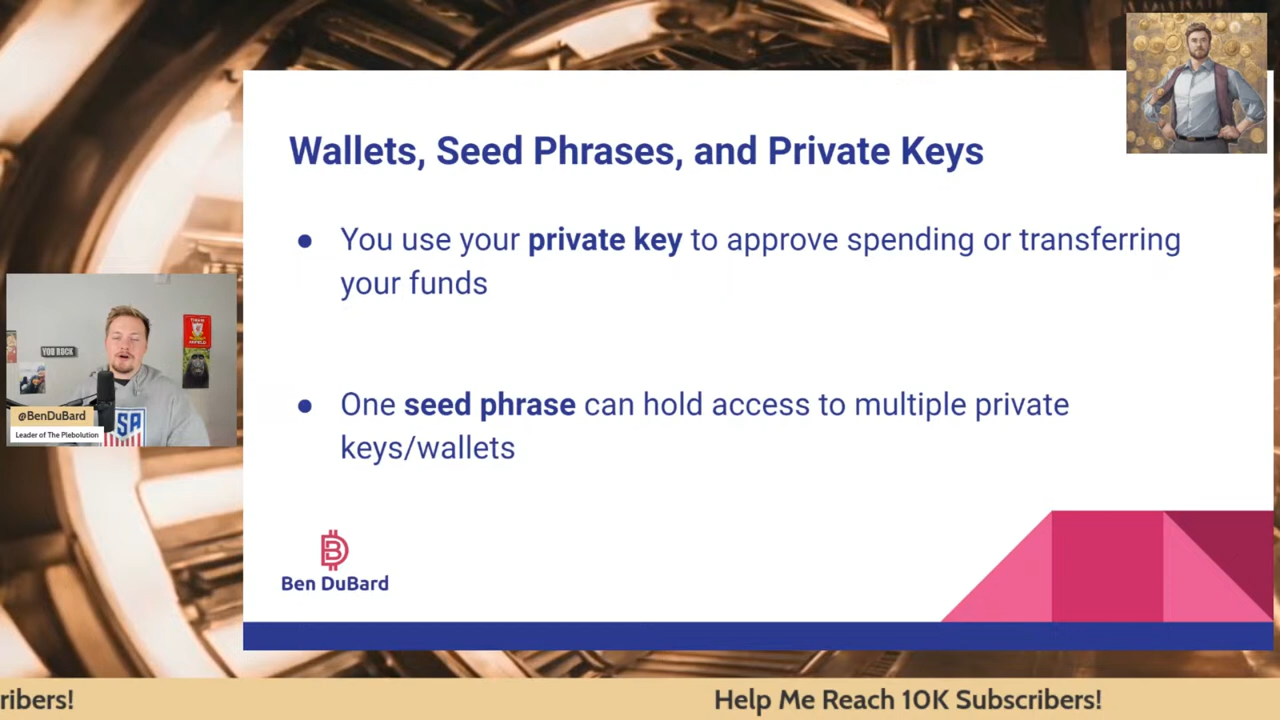 Wallets, Seed Phrases, and Private Keys
● You use your private key to approve spending or transferring
your funds
● One seed phrase can hold access to multiple private
keys/wallets
Ben DuBard
YOU ROCK
@BenDuBard
Leader of The Plebolution
SA
ribers!
Help Me Reach 10K Subscribers!